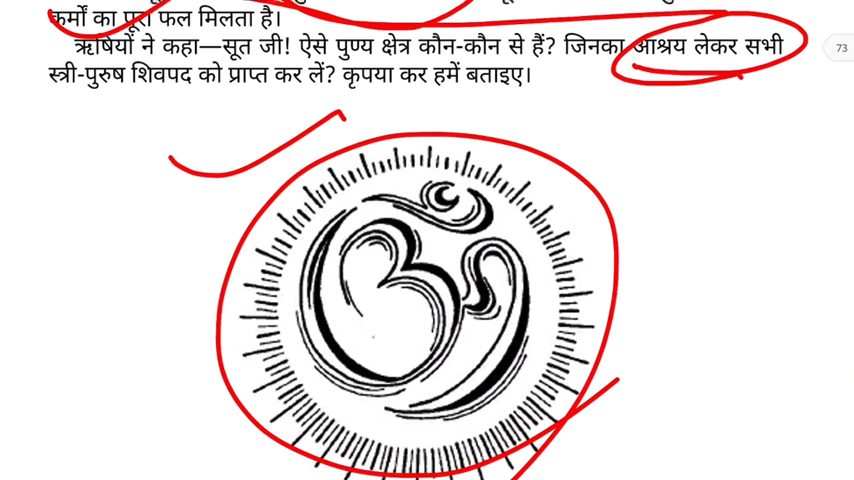 कर्मों का पूरा फल मिलता है।
ऋषियों ने कहा—सूत जी! ऐसे पुण्य क्षेत्र कौन-कौन से हैं? जिनका आश्रय लेकर सभी
स्त्री-पुरुष शिवपद को प्राप्त कर लें? कृपया कर हमें बताइए।
73
ॐ